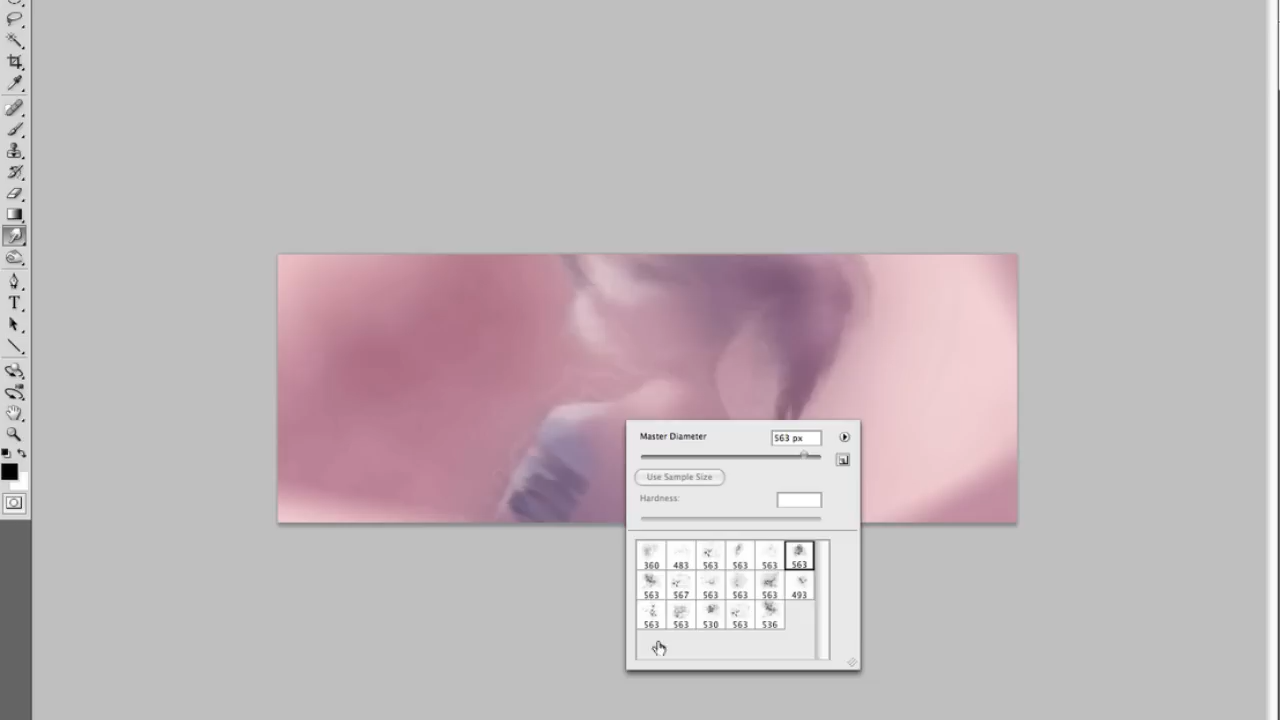 Master Diameter 563 px
Use Sample Size
Hardness:
360 483 563 563 563 563
563 567 563 563 563 493
563 563 530 563 536
T